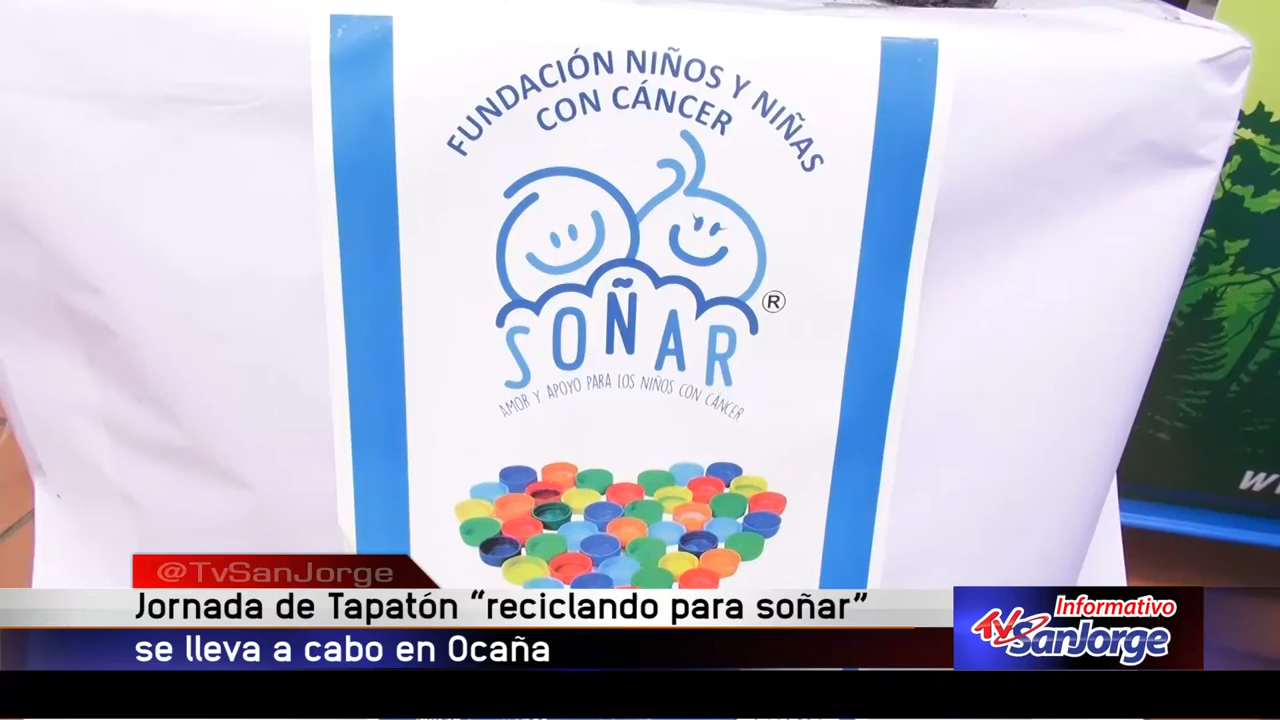 FUNDACIÓN NIÑOS Y NIÑAS
CON CÁNCER
SOÑAR
®
AMOR Y APOYO PARA LOS NIÑOS CON CÁNCER
@TvSanJorge
Jornada de Tapatón “reciclando para soñar”
se lleva a cabo en Ocaña
Informativo
TV SanJorge